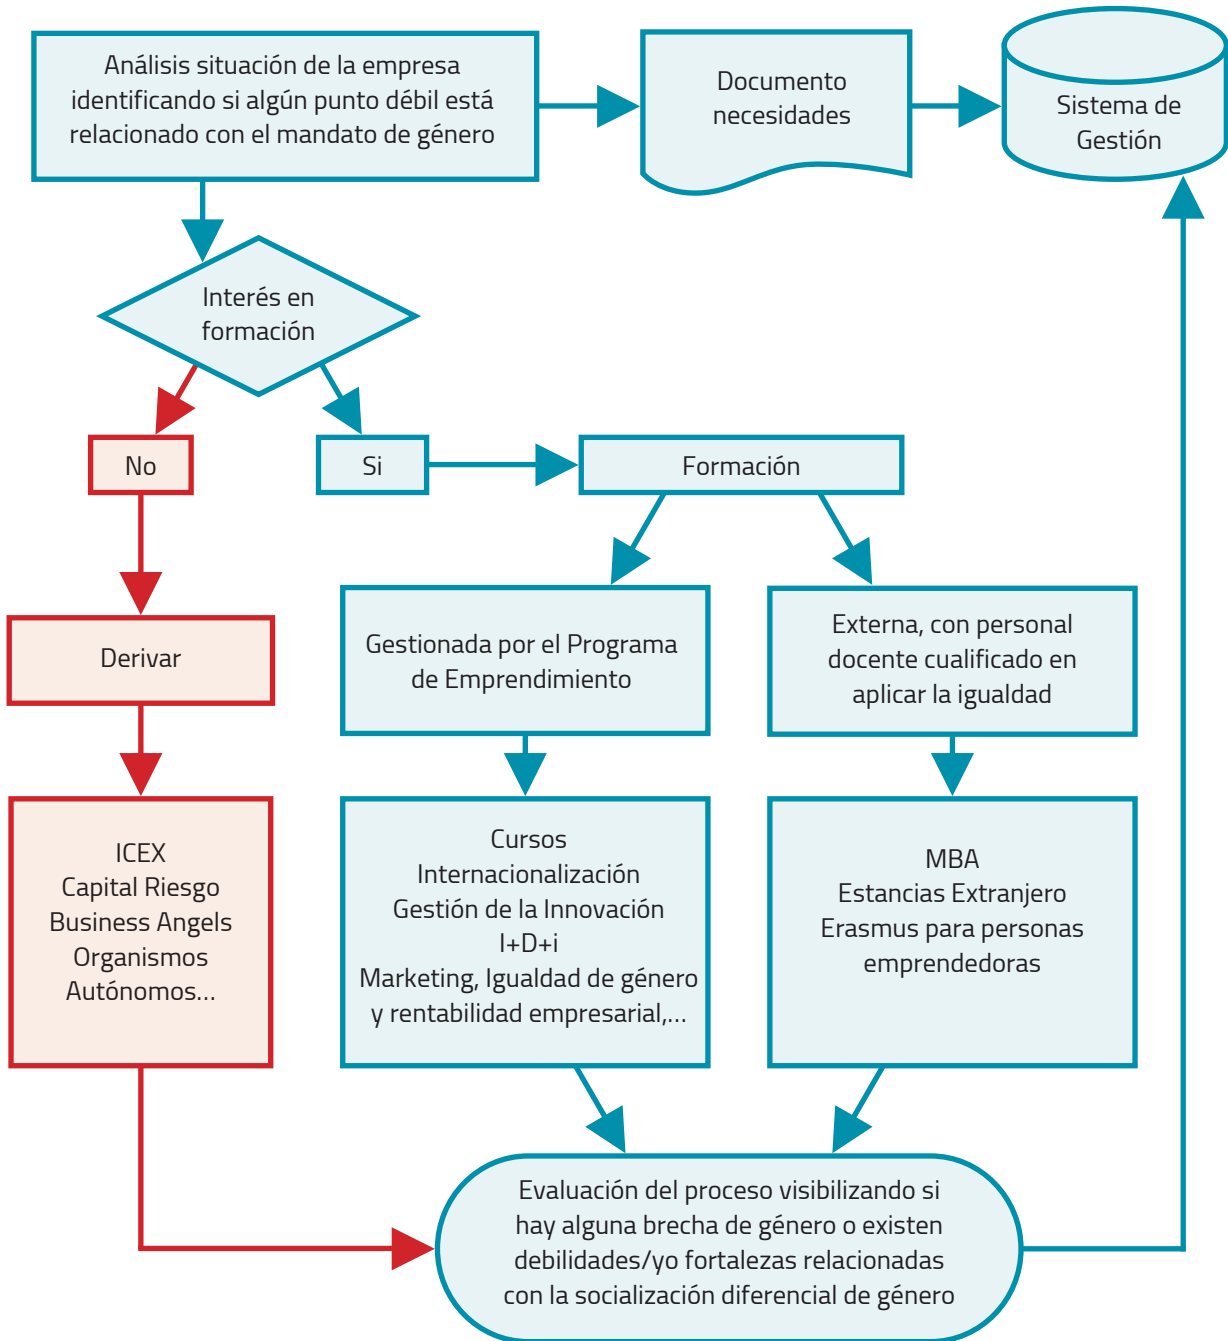 Análisis situación de la empresa
identificando si algún punto débil está
relacionado con el mandato de género
Documento
necesidades
Sistema de
Gestión
Interés en
formación
No
Si
Formación
Derivar
Gestionada por el Programa
de Emprendimiento
Externa, con personal
docente cualificado en
aplicar la igualdad
ICEX
Capital Riesgo
Business Angels
Organismos
Autónomos...
Cursos
Internacionalización
Gestión de la Innovación
I+D+i
Marketing, Igualdad de género
y rentabilidad empresarial,...
MBA
Estancias Extranjero
Erasmus para personas
emprendedoras
Evaluación del proceso visibilizando si
hay alguna brecha de género o existen
debilidades/yo fortalezas relacionadas
con la socialización diferencial de género